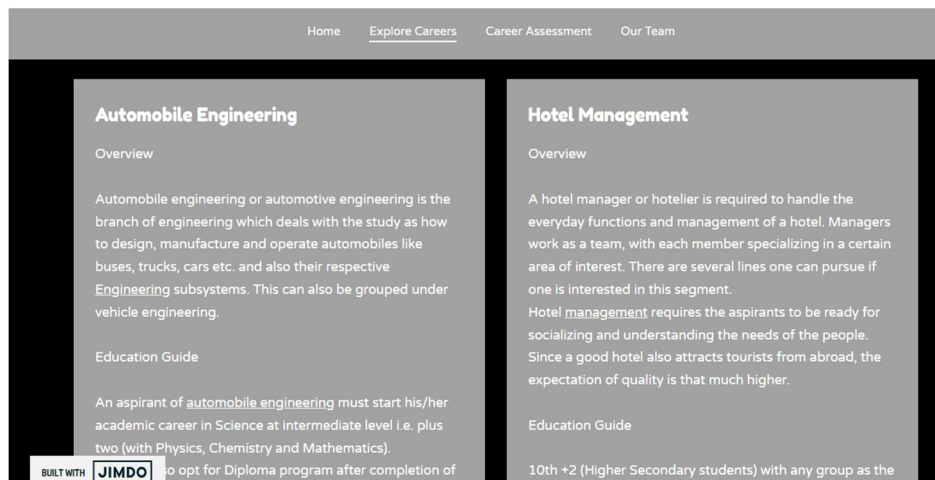 Home Explore Careers Career Assessment Our Team
Automobile Engineering
Overview
Automobile engineering or automotive engineering is the
branch of engineering which deals with the study as how
to design, manufacture and operate automobiles like
buses, trucks, cars etc. and also their respective
Engineering subsystems. This can also be grouped under
vehicle engineering.
Education Guide
An aspirant of automobile engineering must start his/her
academic career in Science at intermediate level i.e. plus
two (with Physics, Chemistry and Mathematics).
so opt for Diploma program after completion of
Hotel Management
Overview
A hotel manager or hotelier is required to handle the
everyday functions and management of a hotel. Managers
work as a team, with each member specializing in a certain
area of interest. There are several lines one can pursue if
one is interested in this segment.
Hotel management requires the aspirants to be ready for
socializing and understanding the needs of the people.
Since a good hotel also attracts tourists from abroad, the
expectation of quality is that much higher.
Education Guide
10th +2 (Higher Secondary students) with any group as the
BUILT WITH JIMDO